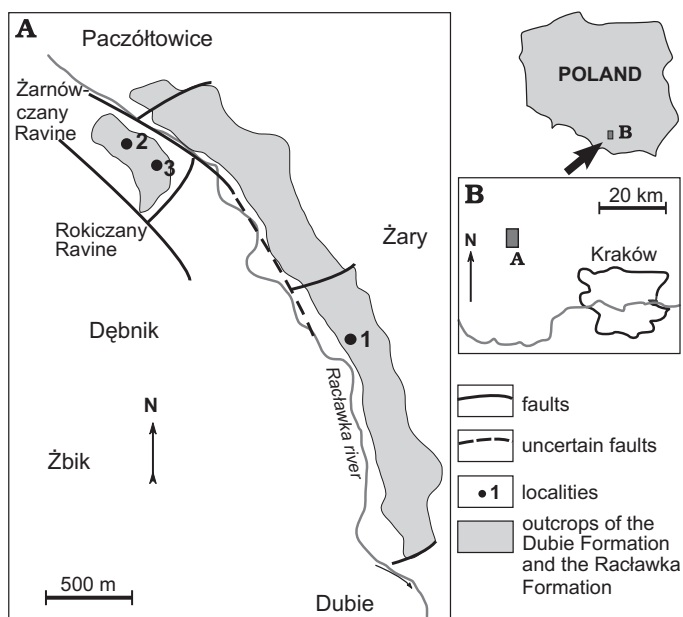 A
Paczółtowice
Żarnów-
czany
Ravine
2
3
Rokiczany
Ravine
Żary
Dębnik
1
N
Racławka river
Żbik
500 m
Dubie
POLAND
B
B
20 km
N
A
Kraków
faults
uncertain faults
1 localities
outcrops of the
Dubie Formation
and the Racławka
Formation